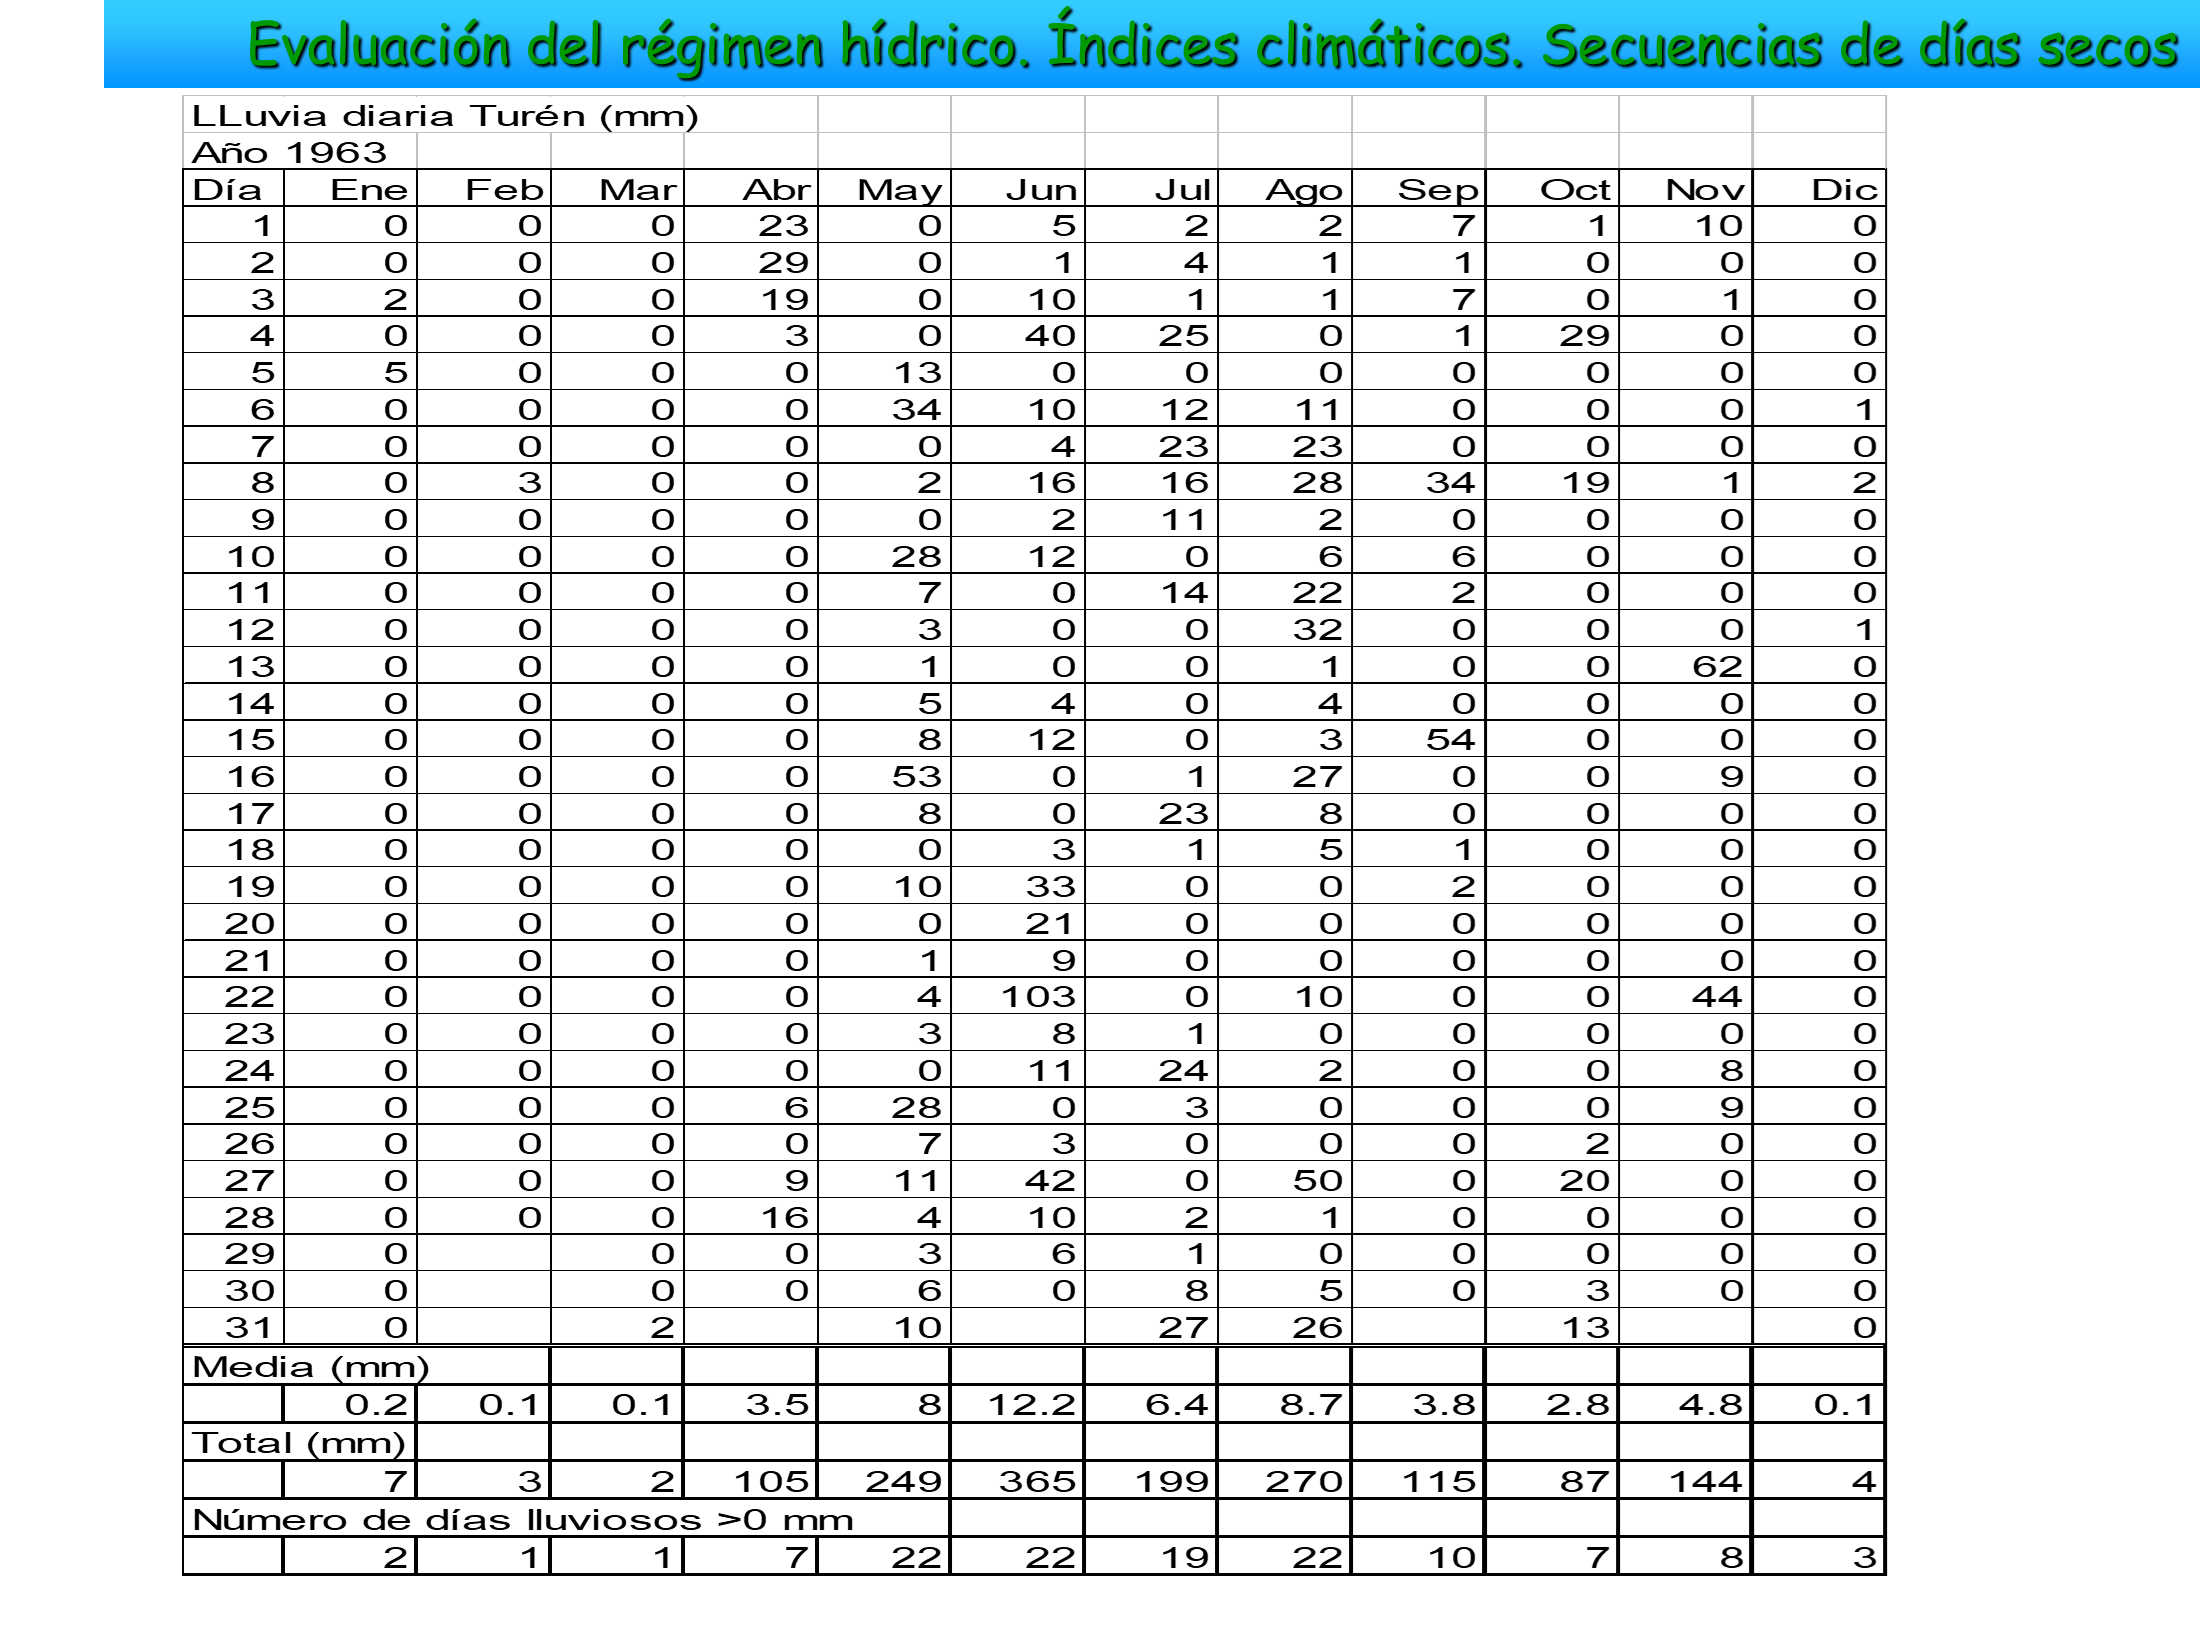 Evaluación del régimen hídrico. Índices climáticos. Secuencias de días secos
LLuvia diaria Turén (mm)
Año 1963
Día Ene Feb Mar Abr May Jun Jul Ago Sep Oct Nov Dic
1 0 0 0 23 0 5 2 2 7 1 10 0
2 0 0 0 29 0 1 4 1 1 0 0 0
3 2 0 0 19 0 10 1 1 7 0 1 0
4 0 0 0 3 0 40 25 0 1 29 0 0
5 5 0 0 0 13 0 0 0 0 0 0 0
6 0 0 0 0 34 10 12 11 0 0 0 1
7 0 0 0 0 0 4 23 23 0 0 0 0
8 0 3 0 0 2 16 16 28 34 19 1 2
9 0 0 0 0 0 2 11 2 0 0 0 0
10 0 0 0 0 28 12 0 6 6 0 0 0
11 0 0 0 0 7 0 14 22 2 0 0 0
12 0 0 0 0 3 0 0 32 0 0 0 1
13 0 0 0 0 1 0 0 1 0 0 62 0
14 0 0 0 0 5 4 0 4 0 0 0 0
15 0 0 0 0 8 12 0 3 54 0 0 0
16 0 0 0 0 53 0 1 27 0 0 9 0
17 0 0 0 0 8 0 23 8 0 0 0 0
18 0 0 0 0 0 3 1 5 1 0 0 0
19 0 0 0 0 10 33 0 0 2 0 0 0
20 0 0 0 0 0 21 0 0 0 0 0 0
21 0 0 0 0 1 9 0 0 0 0 0 0
22 0 0 0 0 4 103 0 10 0 0 44 0
23 0 0 0 0 3 8 1 0 0 0 0 0
24 0 0 0 0 0 11 24 2 0 0 8 0
25 0 0 0 6 28 0 3 0 0 0 9 0
26 0 0 0 0 7 3 0 0 0 2 0 0
27 0 0 0 9 11 42 0 50 0 20 0 0
28 0 0 0 16 4 10 2 1 0 0 0 0
29 0 0 0 3 6 1 0 0 0 0 0
30 0 0 0 6 0 8 5 0 3 0 0
31 0 2 10 27 26 13 0
Media (mm)
0.2 0.1 0.1 3.5 8 12.2 6.4 8.7 3.8 2.8 4.8 0.1
Total (mm)
7 3 2 105 249 365 199 270 115 87 144 4
Número de días lluviosos >0 mm
2 1 1 7 22 22 19 22 10 7 8 3